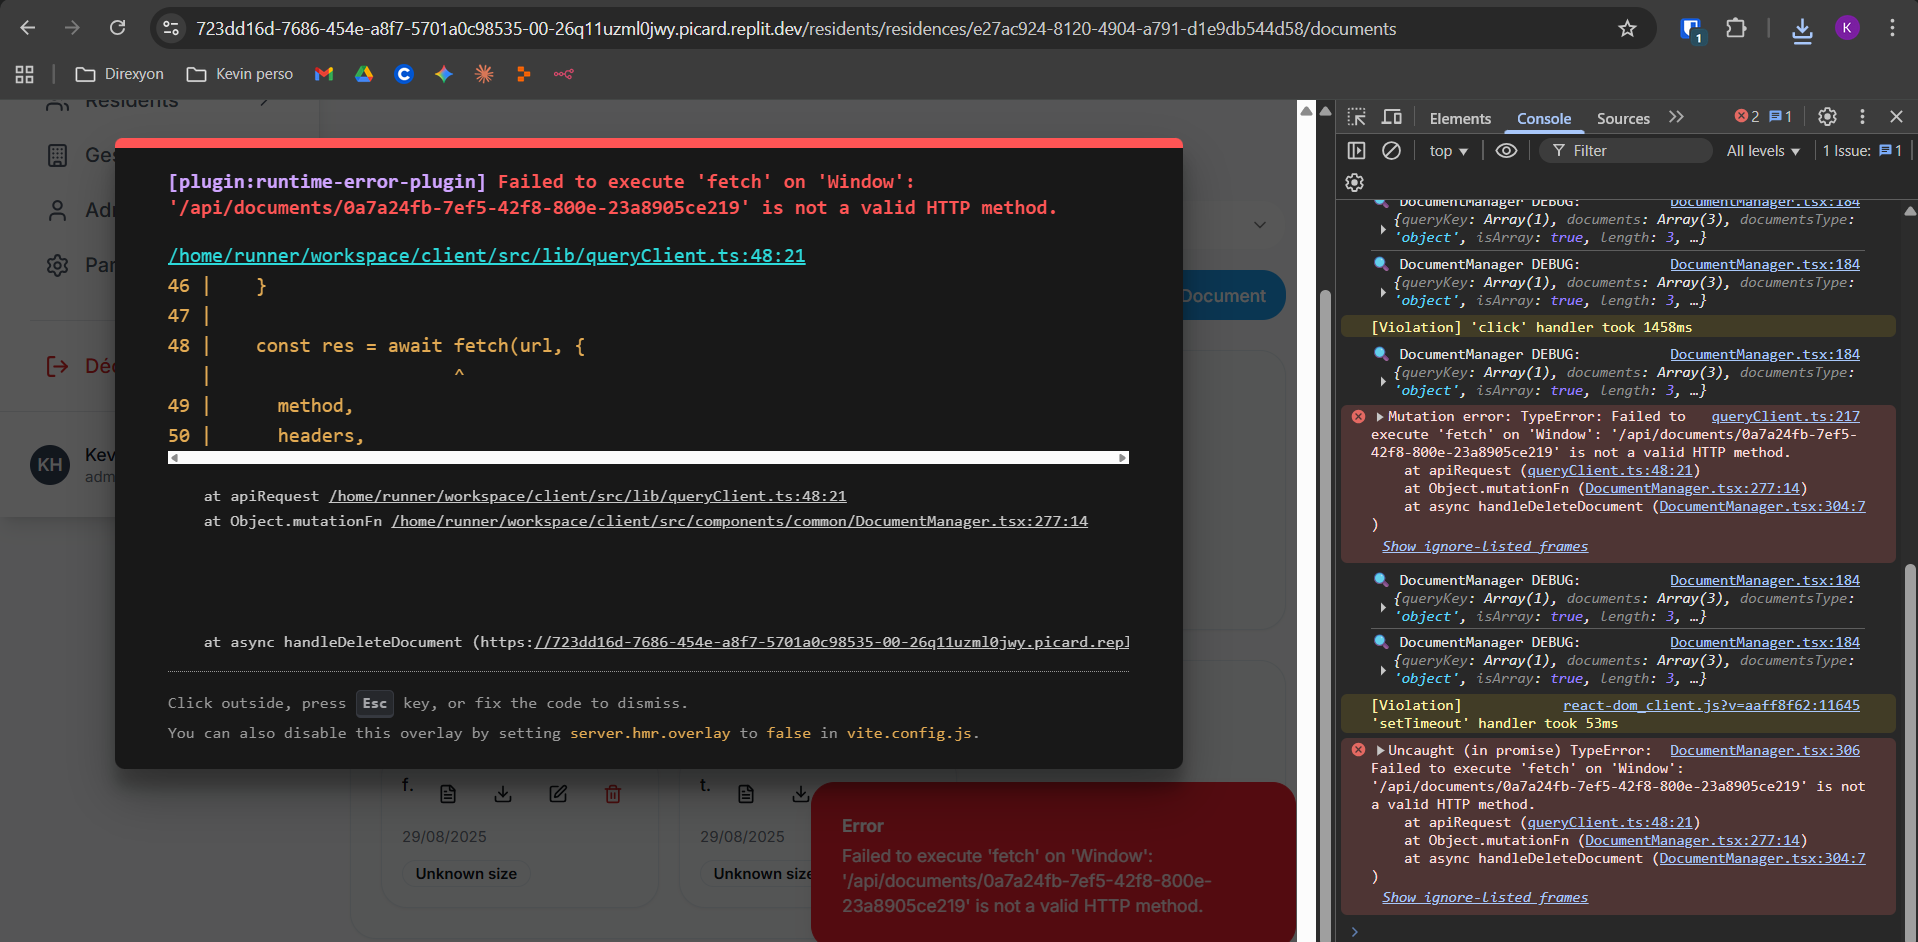 723dd16d-7686-454e-a8f7-5701a0c98535-00-26q11uzml0jwy.picard.replit.dev/residents/residences/e27ac924-8120-4904-a791-d1e9db544d58/documents
1
K
Direxyon
Kevin perso
Residents
Ges
Adm
Par
Déc
KH
Kev
adm
Document
[plugin:runtime-error-plugin] Failed to execute 'fetch' on 'Window':
'/api/documents/0a7a24fb-7ef5-42f8-800e-23a8905ce219' is not a valid HTTP method.
/home/runner/workspace/client/src/lib/queryClient.ts:48:21
46 |    }
47 |
48 |    const res = await fetch(url, {
   |                      ^
49 |      method,
50 |      headers,
at apiRequest /home/runner/workspace/client/src/lib/queryClient.ts:48:21
at Object.mutationFn /home/runner/workspace/client/src/components/common/DocumentManager.tsx:277:14
at async handleDeleteDocument (https://723dd16d-7686-454e-a8f7-5701a0c98535-00-26q11uzml0jwy.picard.repl
Click outside, press Esc key, or fix the code to dismiss.
You can also disable this overlay by setting server.hmr.overlay to false in vite.config.js.
f.
t.
29/08/2025
29/08/2025
Unknown size
Unknown size
Error
Failed to execute 'fetch' on 'Window':
'/api/documents/0a7a24fb-7ef5-42f8-800e-
23a8905ce219' is not a valid HTTP method.
Elements
Console
Sources
2
1
top
Filter
All levels
1 Issue:
1
DocumentManager DEBUG: DocumentManager.tsx:184
{queryKey: Array(1), documents: Array(3), documentsType:
'object', isArray: true, length: 3, …}
DocumentManager DEBUG: DocumentManager.tsx:184
{queryKey: Array(1), documents: Array(3), documentsType:
'object', isArray: true, length: 3, …}
[Violation] 'click' handler took 1458ms
DocumentManager DEBUG: DocumentManager.tsx:184
{queryKey: Array(1), documents: Array(3), documentsType:
'object', isArray: true, length: 3, …}
Mutation error: TypeError: Failed to queryClient.ts:217
execute 'fetch' on 'Window': '/api/documents/0a7a24fb-7ef5-
42f8-800e-23a8905ce219' is not a valid HTTP method.
at apiRequest (queryClient.ts:48:21)
at Object.mutationFn (DocumentManager.tsx:277:14)
at async handleDeleteDocument (DocumentManager.tsx:304:7
)
Show ignore-listed frames
DocumentManager DEBUG: DocumentManager.tsx:184
{queryKey: Array(1), documents: Array(3), documentsType:
'object', isArray: true, length: 3, …}
DocumentManager DEBUG: DocumentManager.tsx:184
{queryKey: Array(1), documents: Array(3), documentsType:
'object', isArray: true, length: 3, …}
[Violation] react-dom_client.js?v=aaff8f62:11645
'setTimeout' handler took 53ms
Uncaught (in promise) TypeError: DocumentManager.tsx:306
Failed to execute 'fetch' on 'Window':
'/api/documents/0a7a24fb-7ef5-42f8-800e-23a8905ce219' is not
a valid HTTP method.
at apiRequest (queryClient.ts:48:21)
at Object.mutationFn (DocumentManager.tsx:277:14)
at async handleDeleteDocument (DocumentManager.tsx:304:7
)
Show ignore-listed frames